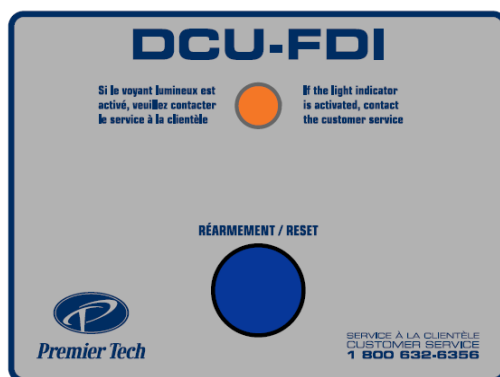 DCU-FDI
Si le voyant lumineux est
activé, veuillez contacter
le service à la clientèle
If the light indicator
is activated, contact
the customer service
RÉARMEMENT / RESET
Premier Tech
SERVICE À LA CLIENTÈLE
CUSTOMER SERVICE
1 800 632-6356